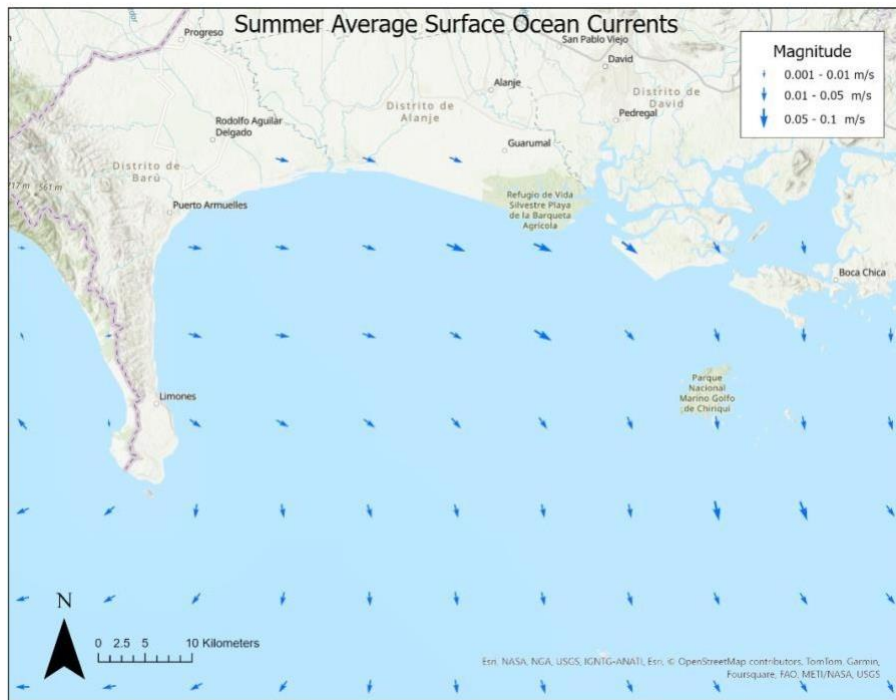 Summer Average Surface Ocean Currents
Progreso
San Pablo Viejo
David
Magnitude
0.001 - 0.01 m/s
0.01 - 0.05 m/s
0.05 - 0.1 m/s
Alanje
Distrito de
Alanje
Distrito de
David
Pedregal
Rodolfo Aguilar
Delgado
Guarumal
Distrito de
Barú
561 m
Refugio de Vida
Silvestre Playa
de la Barqueta
Agrícola
Puerto Armuelles
Boca Chica
Parque
Nacional
Marino Golfo
de Chiriquí
Limones
N
0 2.5 5 10 Kilometers
Esri, NASA, NGA, USGS, IGNTG-ANATI, Esri, © OpenStreetMap contributors, TomTom, Garmin,
Foursquare, FAO, METI/NASA, USGS